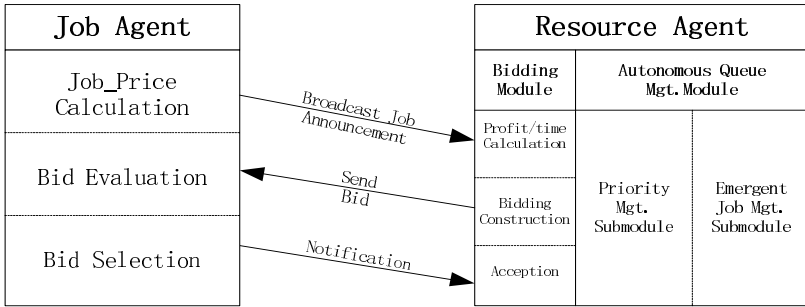 Job Agent
Job_Price
Calculation
Bid Evaluation
Bid Selection
Broadcast Job
Announcement
Send
Bid
Notification
Resource Agent
Bidding
Module
Autonomous Queue
Mgt.Module
Profit/time
Calculation
Bidding
Construction
Acception
Priority
Mgt.
Submodule
Emergent
Job Mgt.
Submodule